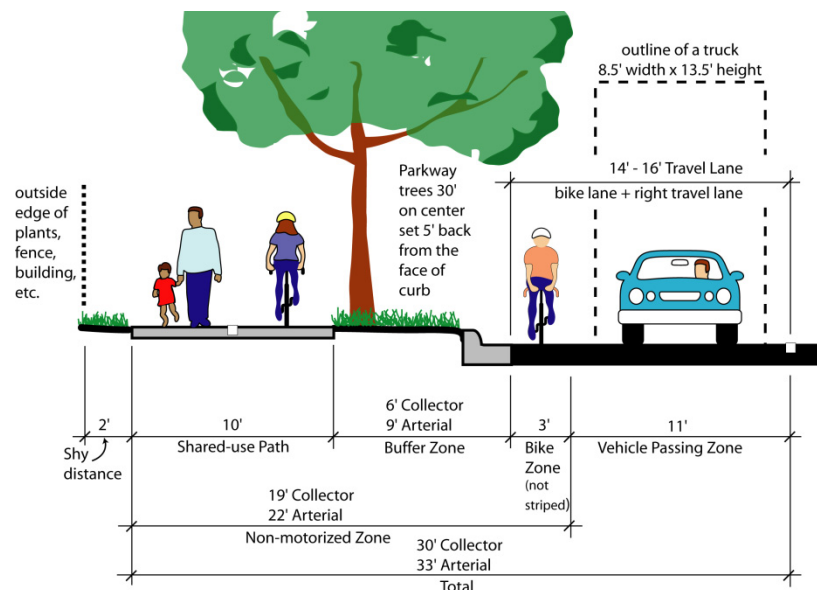 outline of a truck
8.5' width x 13.5' height
14' - 16' Travel Lane
bike lane + right travel lane
outside
edge of
plants,
fence,
building,
etc.
Parkway
trees 30'
on center
set 5' back
from the
face of
curb
2'
Shy
distance
10'
Shared-use Path
6' Collector
9' Arterial
Buffer Zone
3'
Bike
Zone
(not
striped)
11'
Vehicle Passing Zone
19' Collector
22' Arterial
Non-motorized Zone
30' Collector
33' Arterial
Total